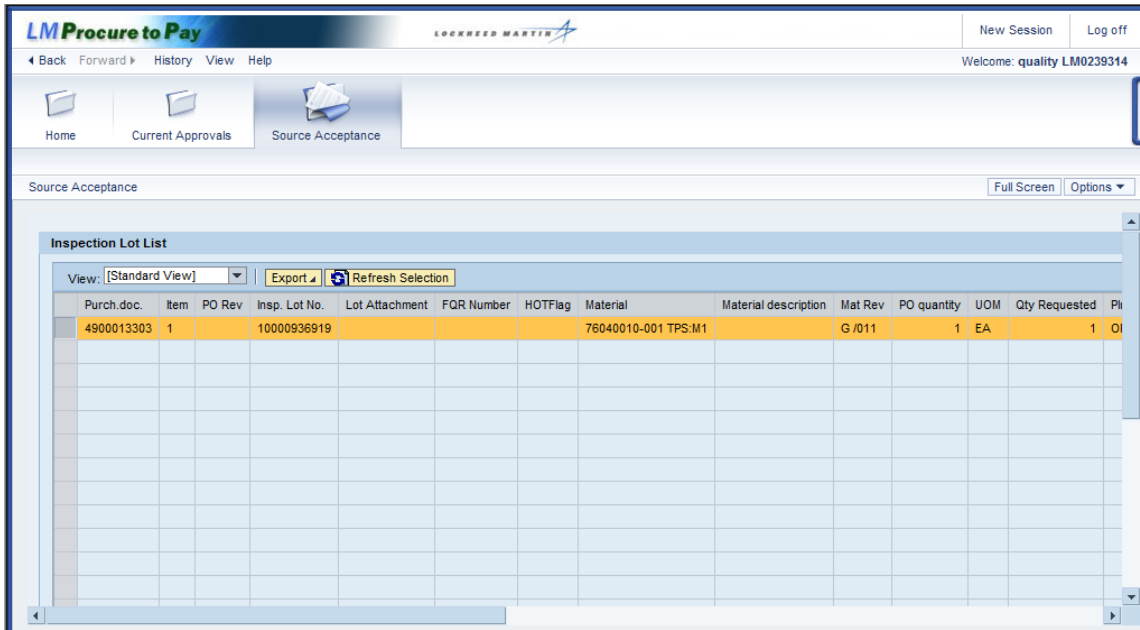 LM Procure to Pay LOCKHEED MARTIN New Session Log off
Back Forward History View Help Welcome: quality LM0239314
Home Current Approvals Source Acceptance
Source Acceptance Full Screen Options
Inspection Lot List
View: [Standard View] Export Refresh Selection
Purch.doc. Item PO Rev Insp. Lot No. Lot Attachment FQR Number HOTFlag Material Material description Mat Rev PO quantity UOM Qty Requested
4900013303 1 10000936919 76040010-001 TPS:M1 G /011 1 EA 1